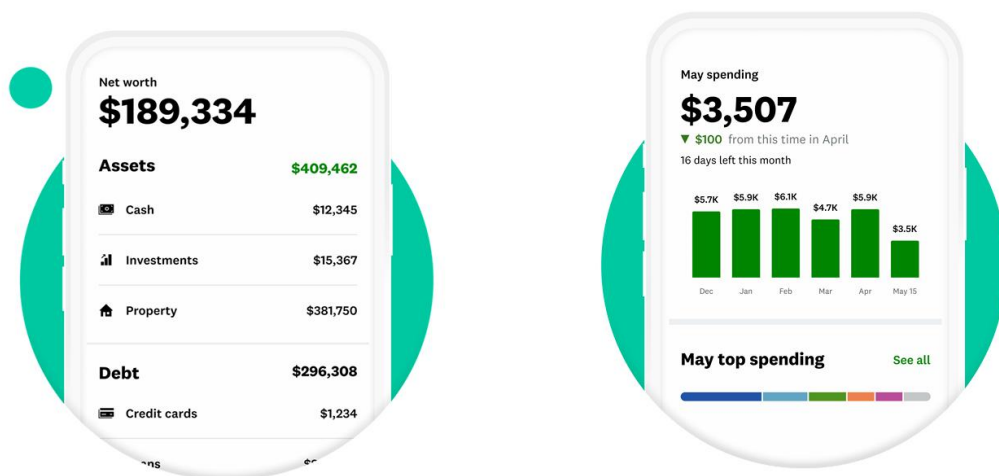 Net worth
$189,334
Assets $409,462
Cash $12,345
Investments $15,367
Property $381,750
Debt $296,308
Credit cards $1,234
May spending
$3,507
▼ $100 from this time in April
16 days left this month
$5.7K $5.9K $6.1K $4.7K $5.9K $3.5K
Dec Jan Feb Mar Apr May 15
May top spending See all